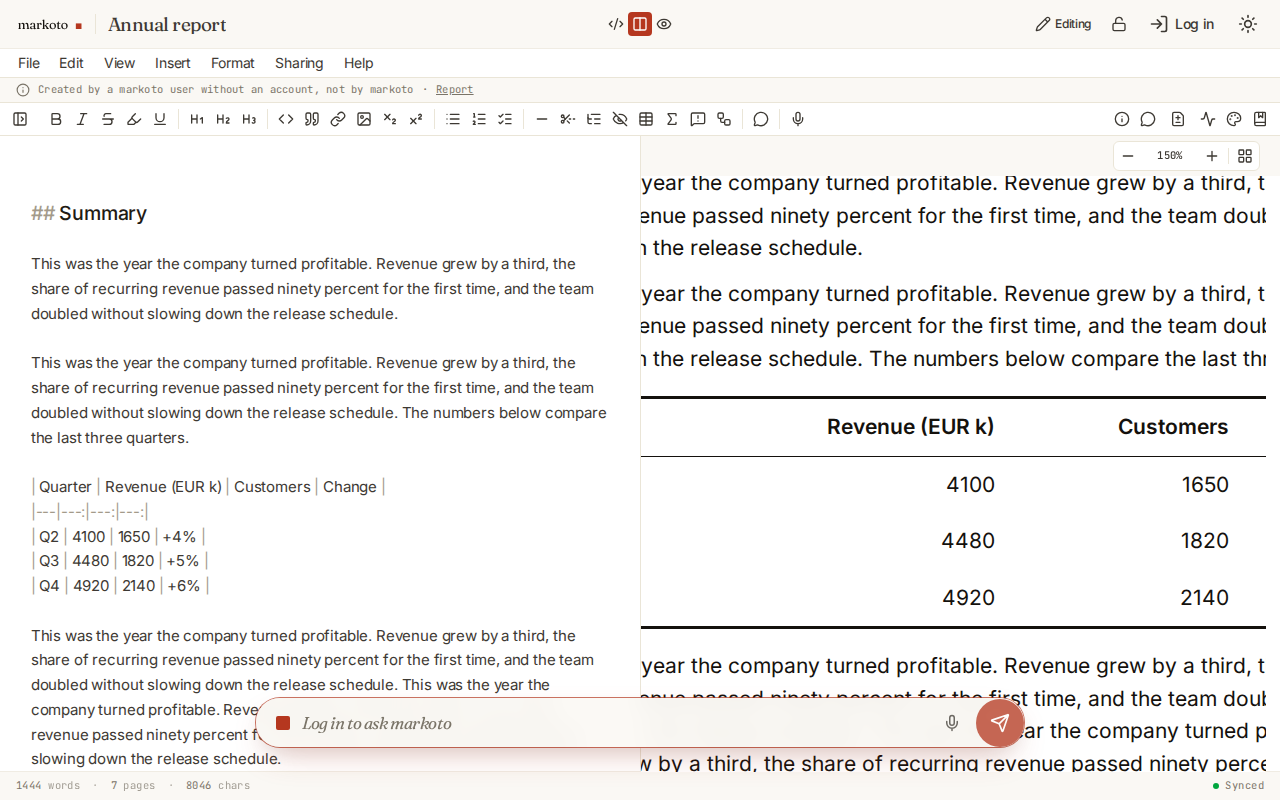 markoto
Annual report
Editing
Log in
File Edit View Insert Format Sharing Help
Created by a markoto user without an account, not by markoto · Report
H1 H2 H3
150%
## Summary
This was the year the company turned profitable. Revenue grew by a third, the
share of recurring revenue passed ninety percent for the first time, and the team
doubled without slowing down the release schedule.
This was the year the company turned profitable. Revenue grew by a third, the
share of recurring revenue passed ninety percent for the first time, and the team
doubled without slowing down the release schedule. The numbers below compare
the last three quarters.
| Quarter | Revenue (EUR k) | Customers | Change |
|---|---:|---:|---:|
| Q2 | 4100 | 1650 | +4% |
| Q3 | 4480 | 1820 | +5% |
| Q4 | 4920 | 2140 | +6% |
This was the year the company turned profitable. Revenue grew by a third, the
share of recurring revenue passed ninety percent for the first time, and the team
doubled without slowing down the release schedule. This was the year the
company turned profitable. Reve
revenue passed ninety percent f
slowing down the release schedule.
year the company turned profitable. Revenue grew by a third, t
enue passed ninety percent for the first time, and the team doub
the release schedule.
year the company turned profitable. Revenue grew by a third, t
enue passed ninety percent for the first time, and the team doub
the release schedule. The numbers below compare the last thr
Revenue (EUR k) Customers
4100 1650
4480 1820
4920 2140
year the company turned profitable. Revenue grew by a third, t
first time, and the team doub
ear the company turned p
w by a third, the share of recurring revenue passed ninety perce
Log in to ask markoto
1444 words · 7 pages · 8046 chars
Synced